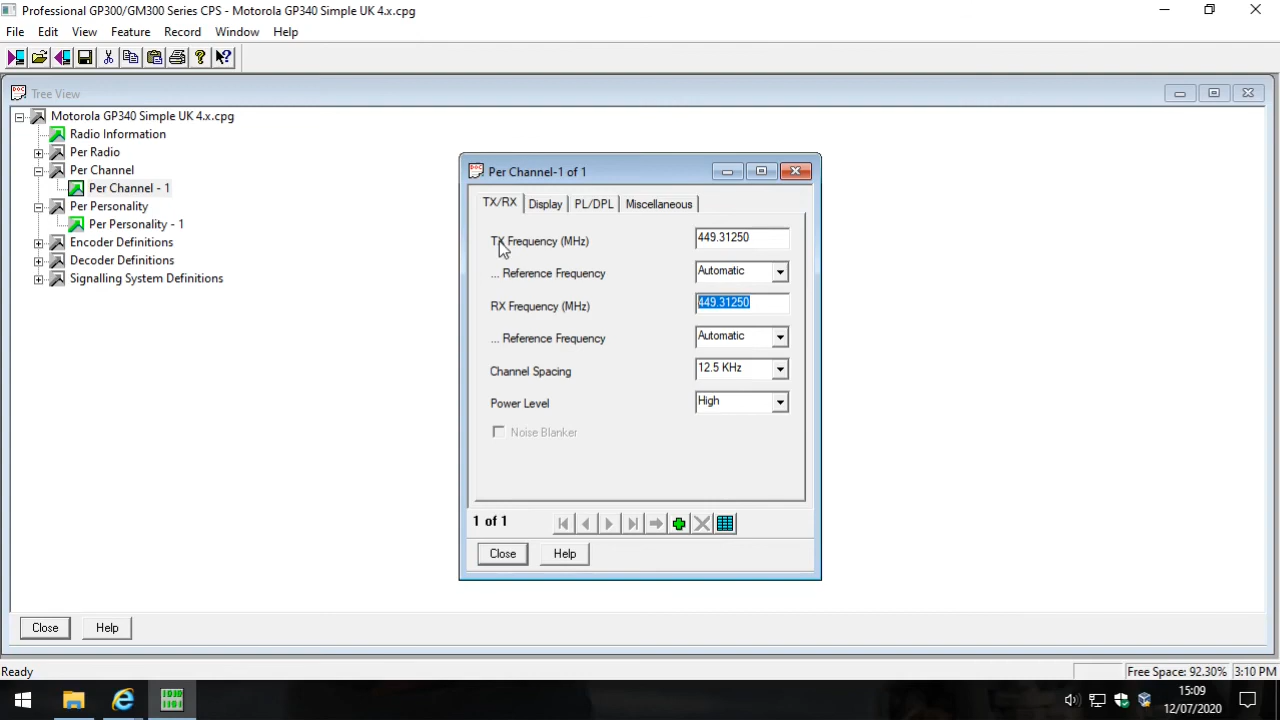 Professional GP300/GM300 Series CPS - Motorola GP340 Simple UK 4.x.cpg
File Edit View Feature Record Window Help
Tree View
Motorola GP340 Simple UK 4.x.cpg
Radio Information
Per Radio
Per Channel
Per Channel - 1
Per Personality
Per Personality - 1
Encoder Definitions
Decoder Definitions
Signalling System Definitions
Per Channel-1 of 1
TX/RX Display PL/DPL Miscellaneous
TX Frequency (MHz) 449.31250
... Reference Frequency Automatic
RX Frequency (MHz) 449.31250
... Reference Frequency Automatic
Channel Spacing 12.5 KHz
Power Level High
Noise Blanker
1 of 1
Close Help
Close Help
Ready Free Space: 92.30% 3:10 PM
15:09
12/07/2020